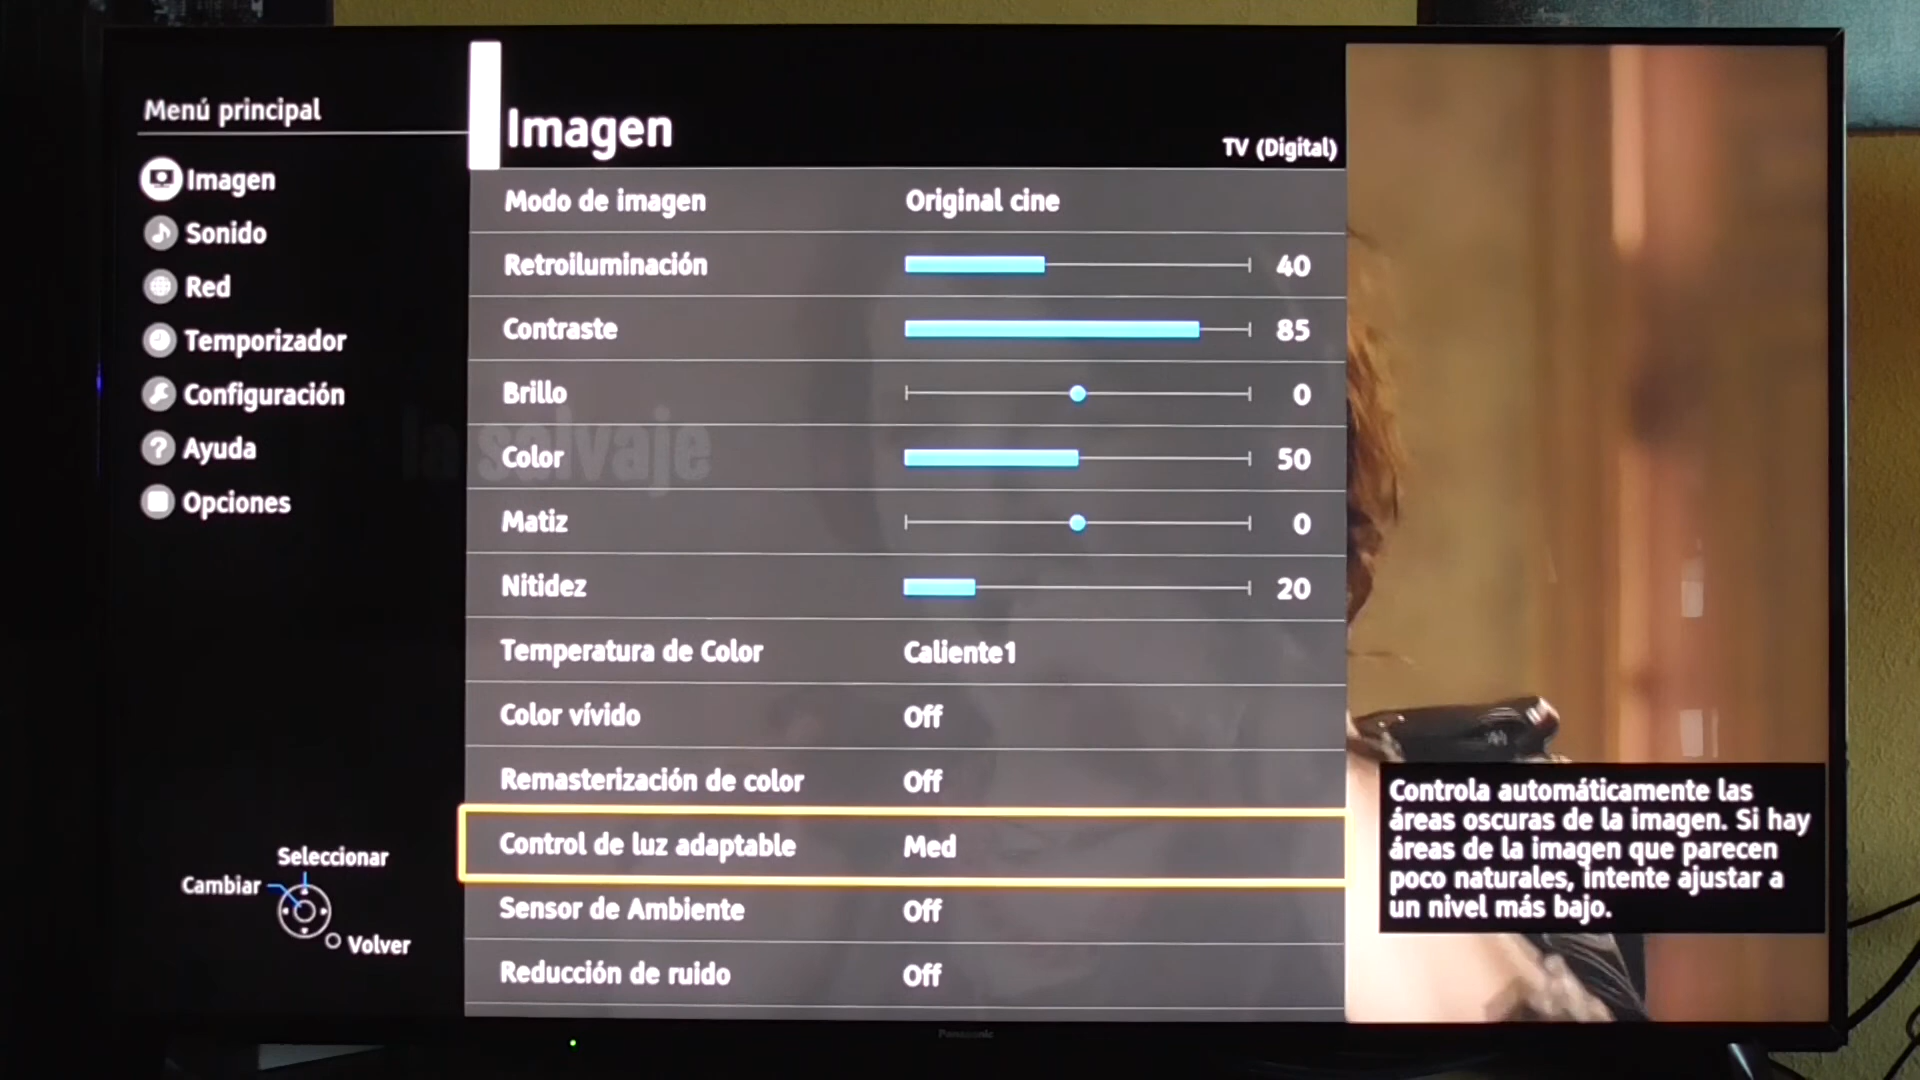 Menú principal
Imagen
Sonido
Red
Temporizador
Configuración
Ayuda
Opciones
Seleccionar
Cambiar
Volver
Imagen
TV (Digital)
Modo de imagen Original cine
Retroiluminación 40
Contraste 85
Brillo 0
Color 50
Matiz 0
Nitidez 20
Temperatura de Color Caliente1
Color vívido Off
Remasterización de color Off
Control de luz adaptable Med
Sensor de Ambiente Off
Reducción de ruido Off
la salvaje
Controla automáticamente las
áreas oscuras de la imagen. Si hay
áreas de la imagen que parecen
poco naturales, intente ajustar a
un nivel más bajo.
Panasonic